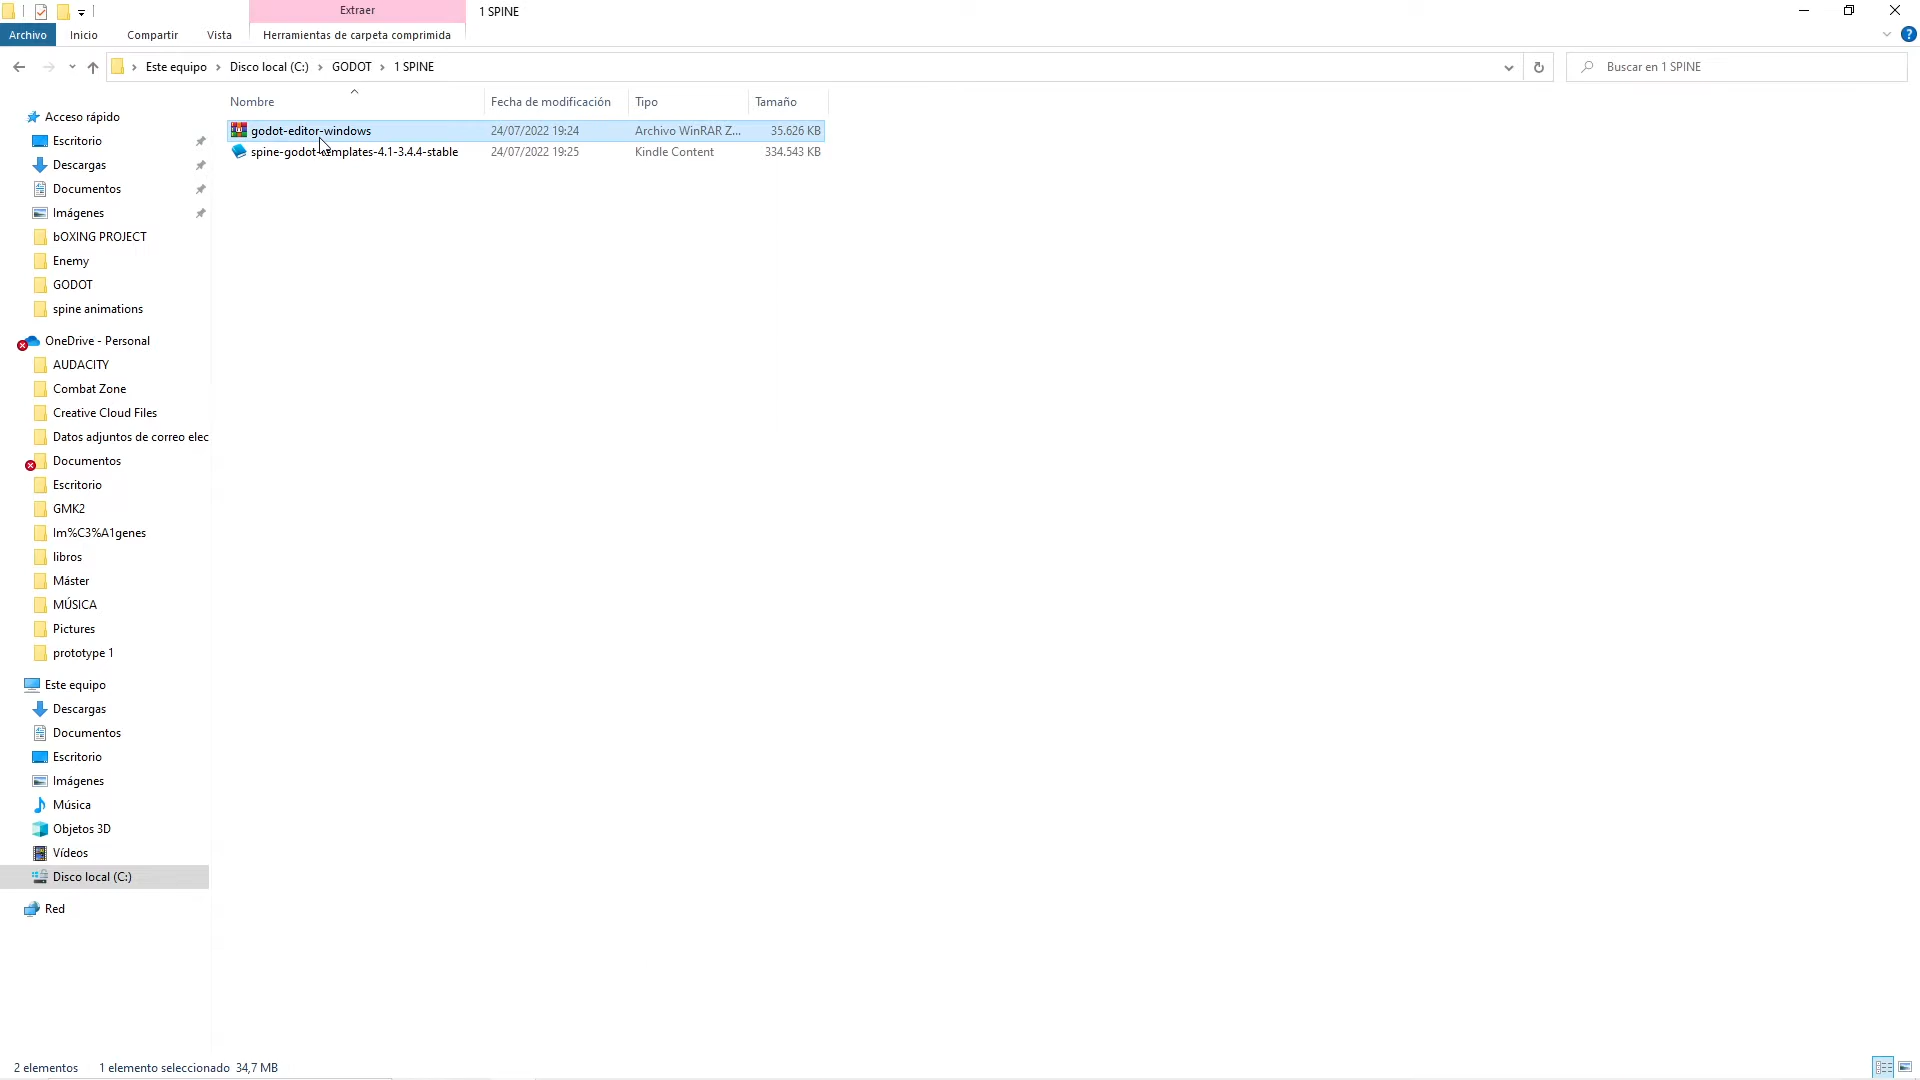 Extraer
1 SPINE
Archivo
Inicio
Compartir
Vista
Herramientas de carpeta comprimida
Este equipo
Disco local (C:)
GODOT
1 SPINE
Buscar en 1 SPINE
Nombre
Fecha de modificación
Tipo
Tamaño
godot-editor-windows
24/07/2022 19:24
Archivo WinRAR Z...
35.626 KB
spine-godot-templates-4.1-3.4.4-stable
24/07/2022 19:25
Kindle Content
334.543 KB
Acceso rápido
Escritorio
Descargas
Documentos
Imágenes
bOXING PROJECT
Enemy
GODOT
spine animations
OneDrive - Personal
AUDACITY
Combat Zone
Creative Cloud Files
Datos adjuntos de correo elec
Documentos
Escritorio
GMK2
Im%C3%A1genes
libros
Máster
MÚSICA
Pictures
prototype 1
Este equipo
Descargas
Documentos
Escritorio
Imágenes
Música
Objetos 3D
Vídeos
Disco local (C:)
Red
2 elementos
1 elemento seleccionado 34,7 MB